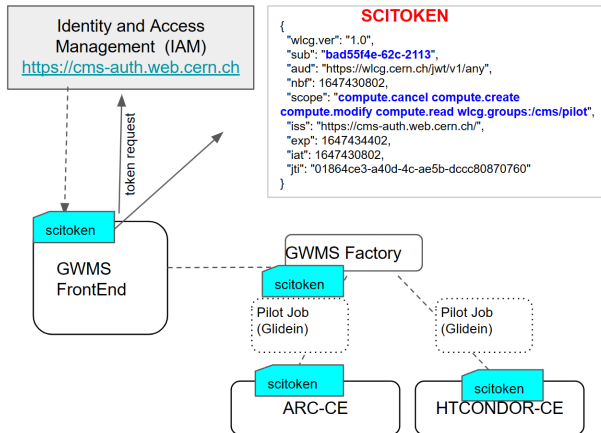 Identity and Access
Management (IAM)
https://cms-auth.web.cern.ch
SCITOKEN
{
"wlcg.ver": "1.0",
"sub": "bad55f4e-62c-2113",
"aud": "https://wlcg.cern.ch/jwt/v1/any",
"nbf": 1647430802,
"scope": "compute.cancel compute.create
compute.modify compute.read wlcg.groups:/cms/pilot",
"iss": "https://cms-auth.web.cern.ch/",
"exp": 1647434402,
"iat": 1647430802,
"jti": "01864ce3-a40d-4c-ae5b-dccc80870760"
}
token request
scitoken
GWMS
FrontEnd
GWMS Factory
scitoken
Pilot Job
(Glidein)
Pilot Job
(Glidein)
scitoken
ARC-CE
scitoken
HTCONDOR-CE